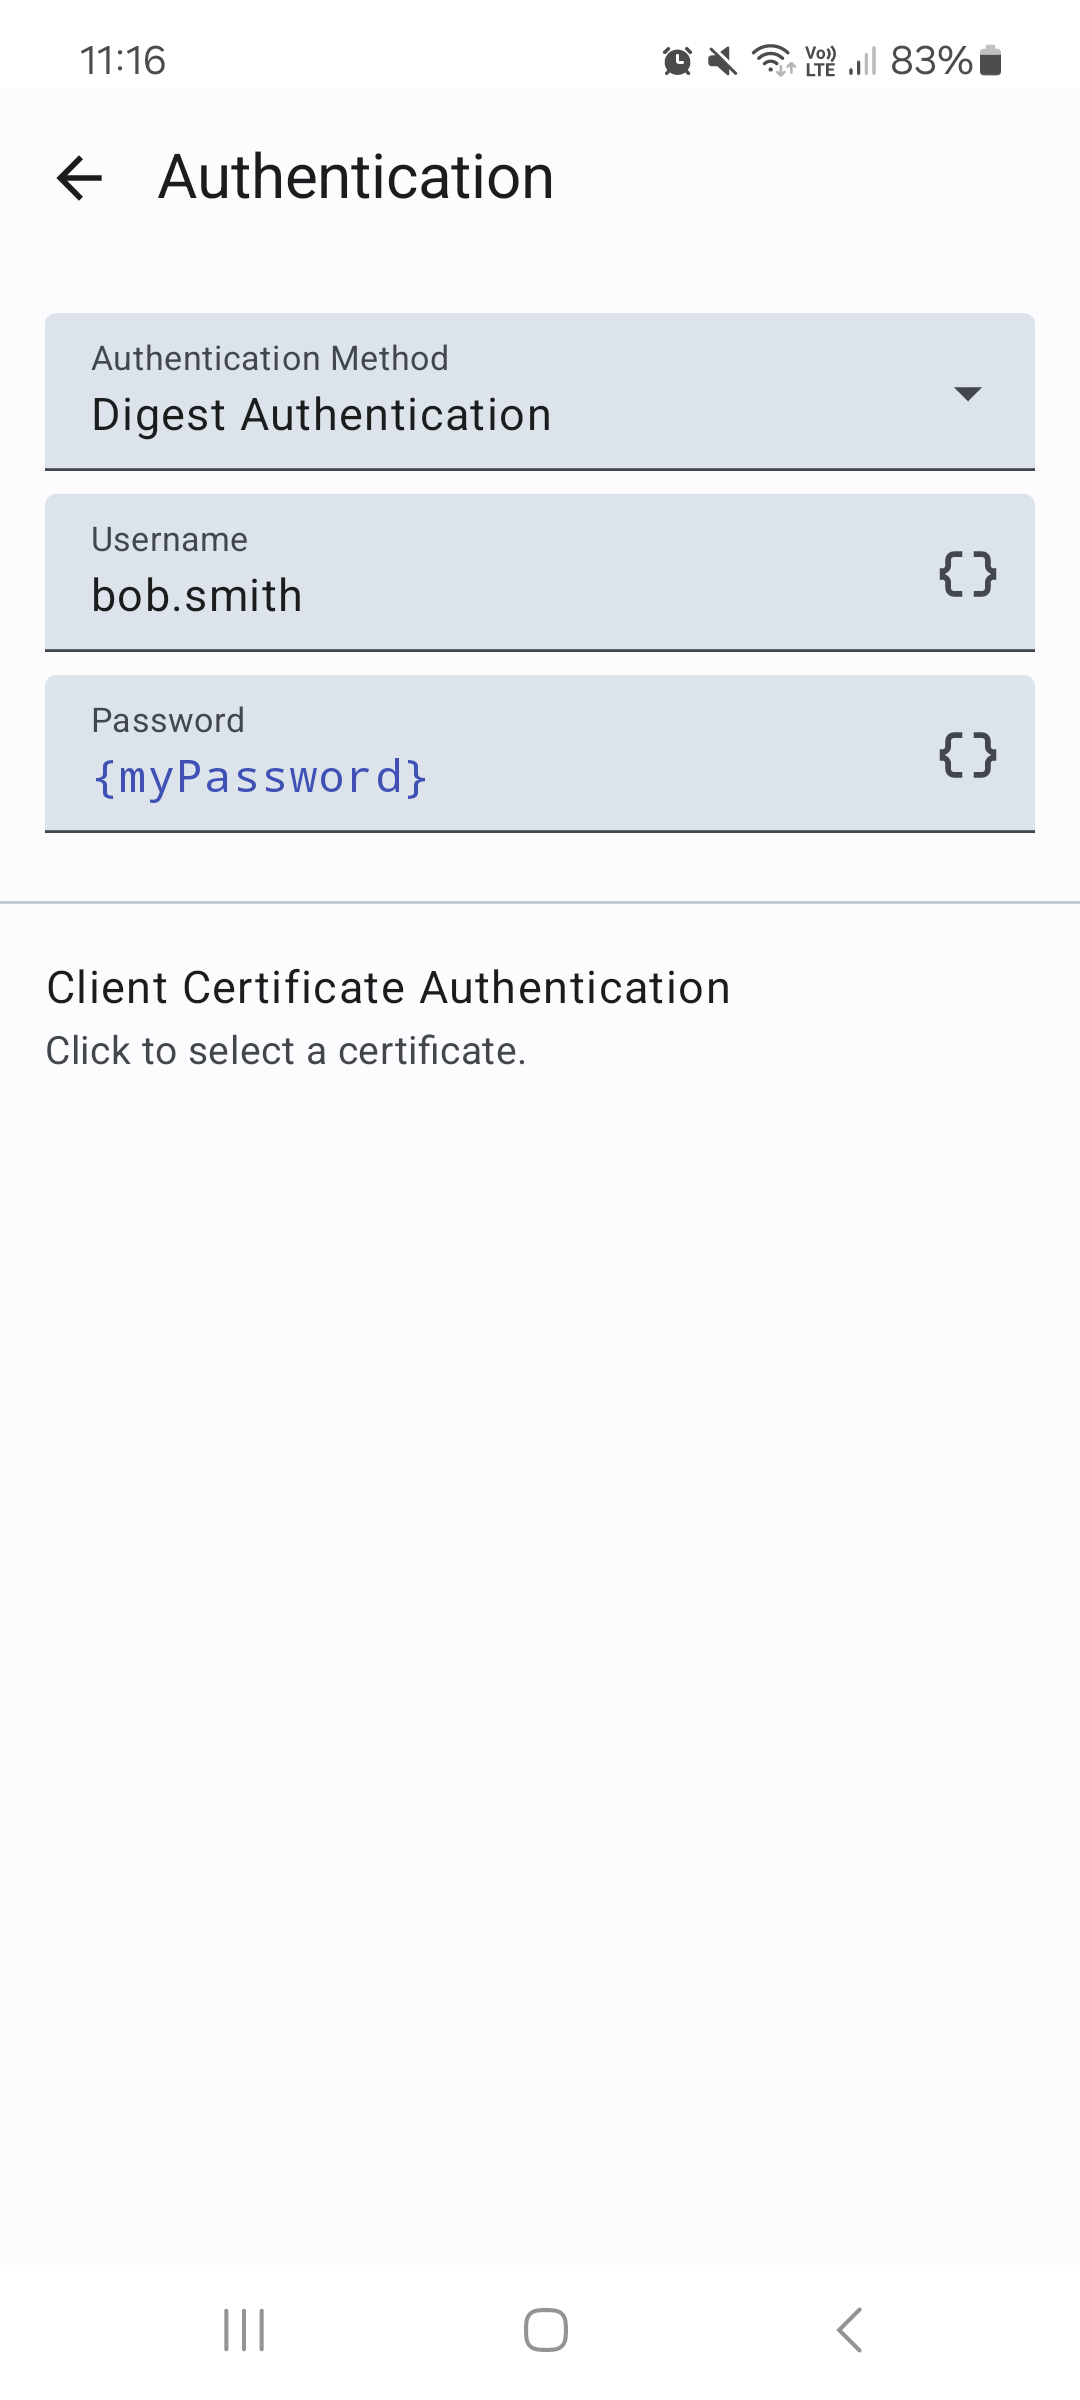 11:16 Vo)) LTE 83%
Authentication
Authentication Method
Digest Authentication
Username
bob.smith
{}
Password
{myPassword}
{}
Client Certificate Authentication
Click to select a certificate.